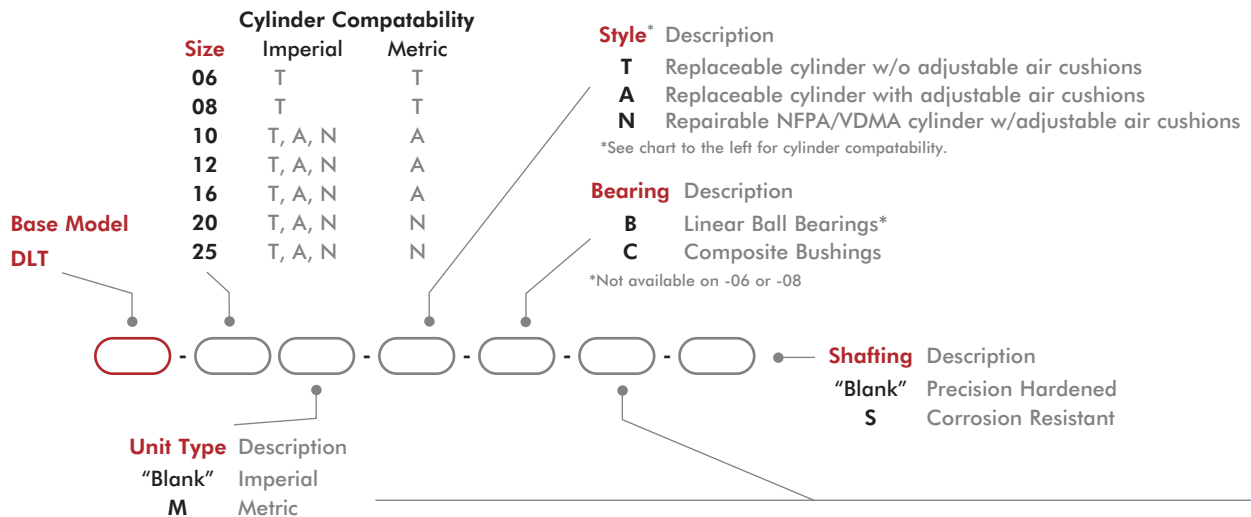 Cylinder Compatability
Size Imperial Metric
06 T T
08 T T
10 T, A, N A
12 T, A, N A
16 T, A, N A
20 T, A, N N
25 T, A, N N
Style* Description
T Replaceable cylinder w/o adjustable air cushions
A Replaceable cylinder with adjustable air cushions
N Repairable NFPA/VDMA cylinder w/adjustable air cushions
*See chart to the left for cylinder compatability.
Bearing Description
B Linear Ball Bearings*
C Composite Bushings
*Not available on -06 or -08
Base Model
DLT
- - - - -
Shafting Description
“Blank” Precision Hardened
S Corrosion Resistant
Unit Type Description
“Blank” Imperial
M Metric